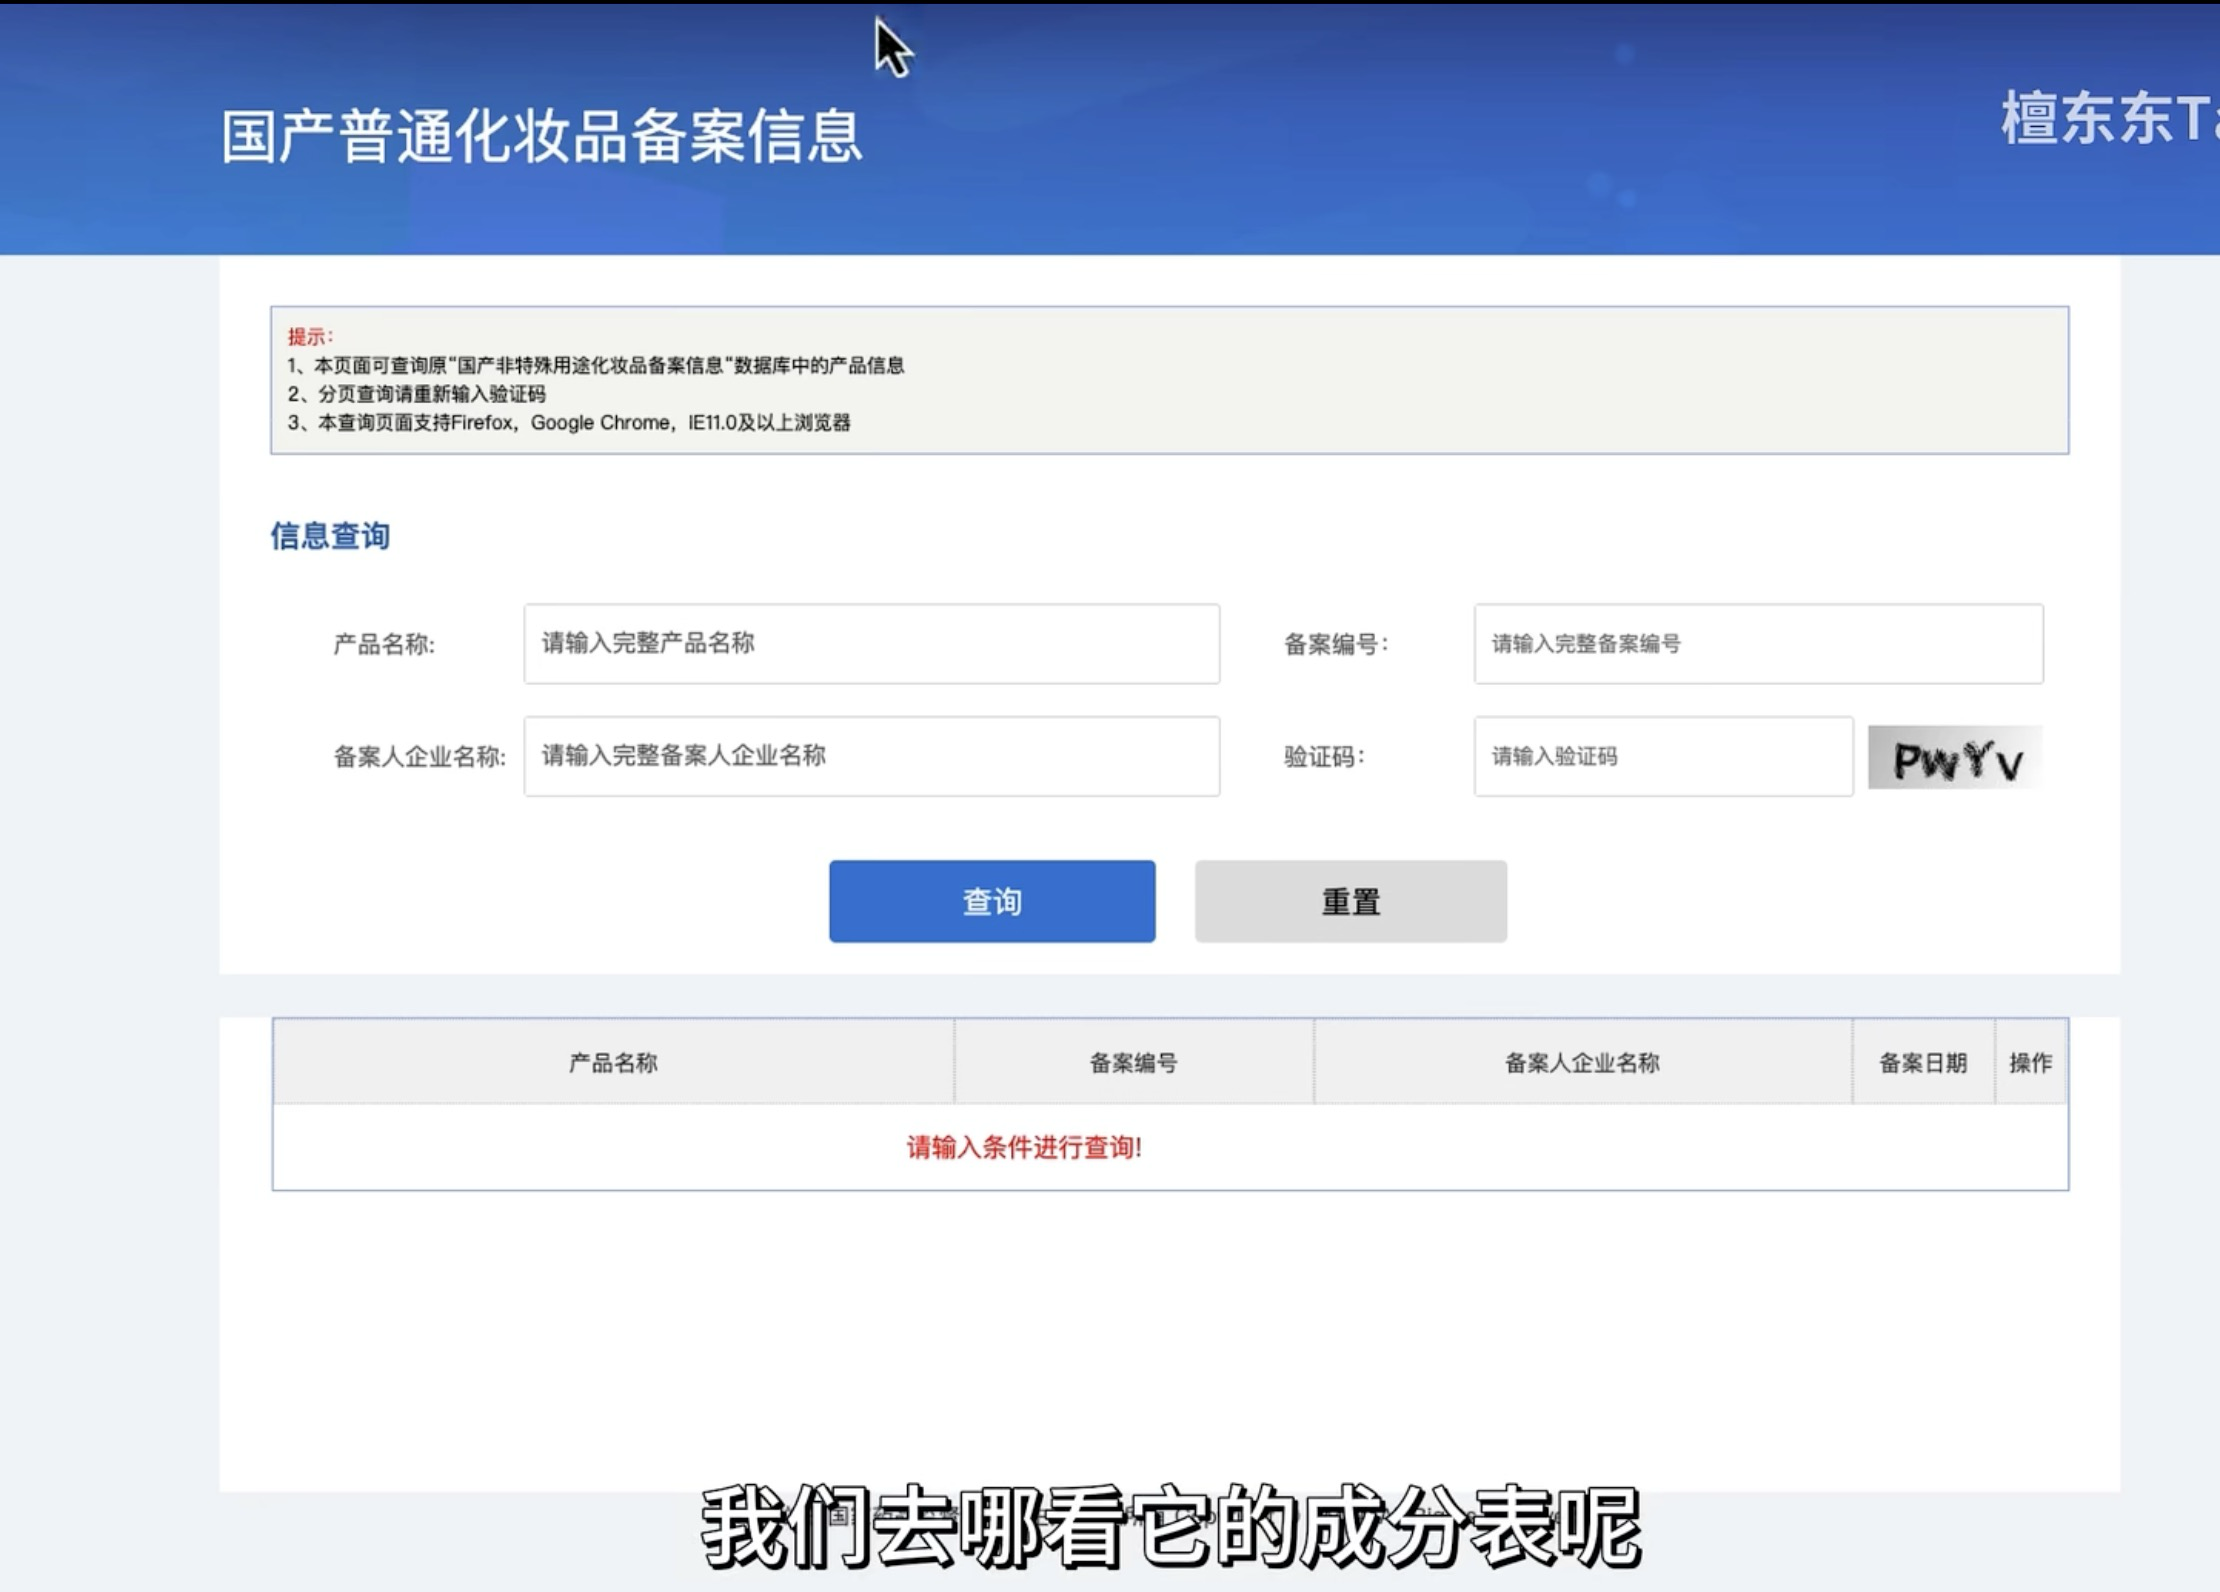 国产普通化妆品备案信息
檀东东T
提示:
1、本页面可查询原“国产非特殊用途化妆品备案信息“数据库中的产品信息
2、分页查询请重新输入验证码
3、本查询页面支持Firefox，Google Chrome，IE11.0及以上浏览器
信息查询
产品名称: 请输入完整产品名称 备案编号： 请输入完整备案编号
备案人企业名称: 请输入完整备案人企业名称 验证码： 请输入验证码 PWYV
查询 重置
产品名称 备案编号 备案人企业名称 备案日期 操作
请输入条件进行查询!
我们去哪看它的成分表呢